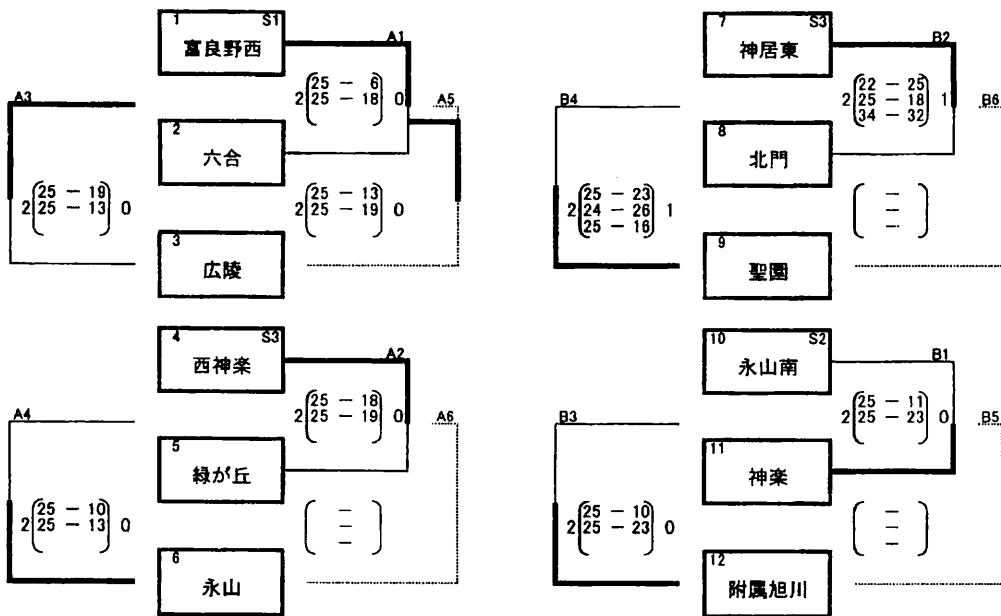 1 S1
富良野西
A1
2 25 － 6 0
25 － 18
A3
A5
2
六合
2 25 － 19 0
25 － 13
2 25 － 13 0
25 － 19
3
広陵
4 S3
西神楽
A2
2 25 － 18 0
25 － 19
A4
A6
5
緑が丘
2 25 － 10 0
25 － 13
－
－
－
6
永山
7 S3
神居東
B2
2 22 － 25 1
25 － 18
34 － 32
B4
B6
8
北門
2 25 － 23 1
24 － 26
25 － 16
－
－
－
9
聖園
10 S2
永山南
B1
2 25 － 11 0
25 － 23
B3
B5
11
神楽
2 25 － 10 0
25 － 23
－
－
－
12
附属旭川